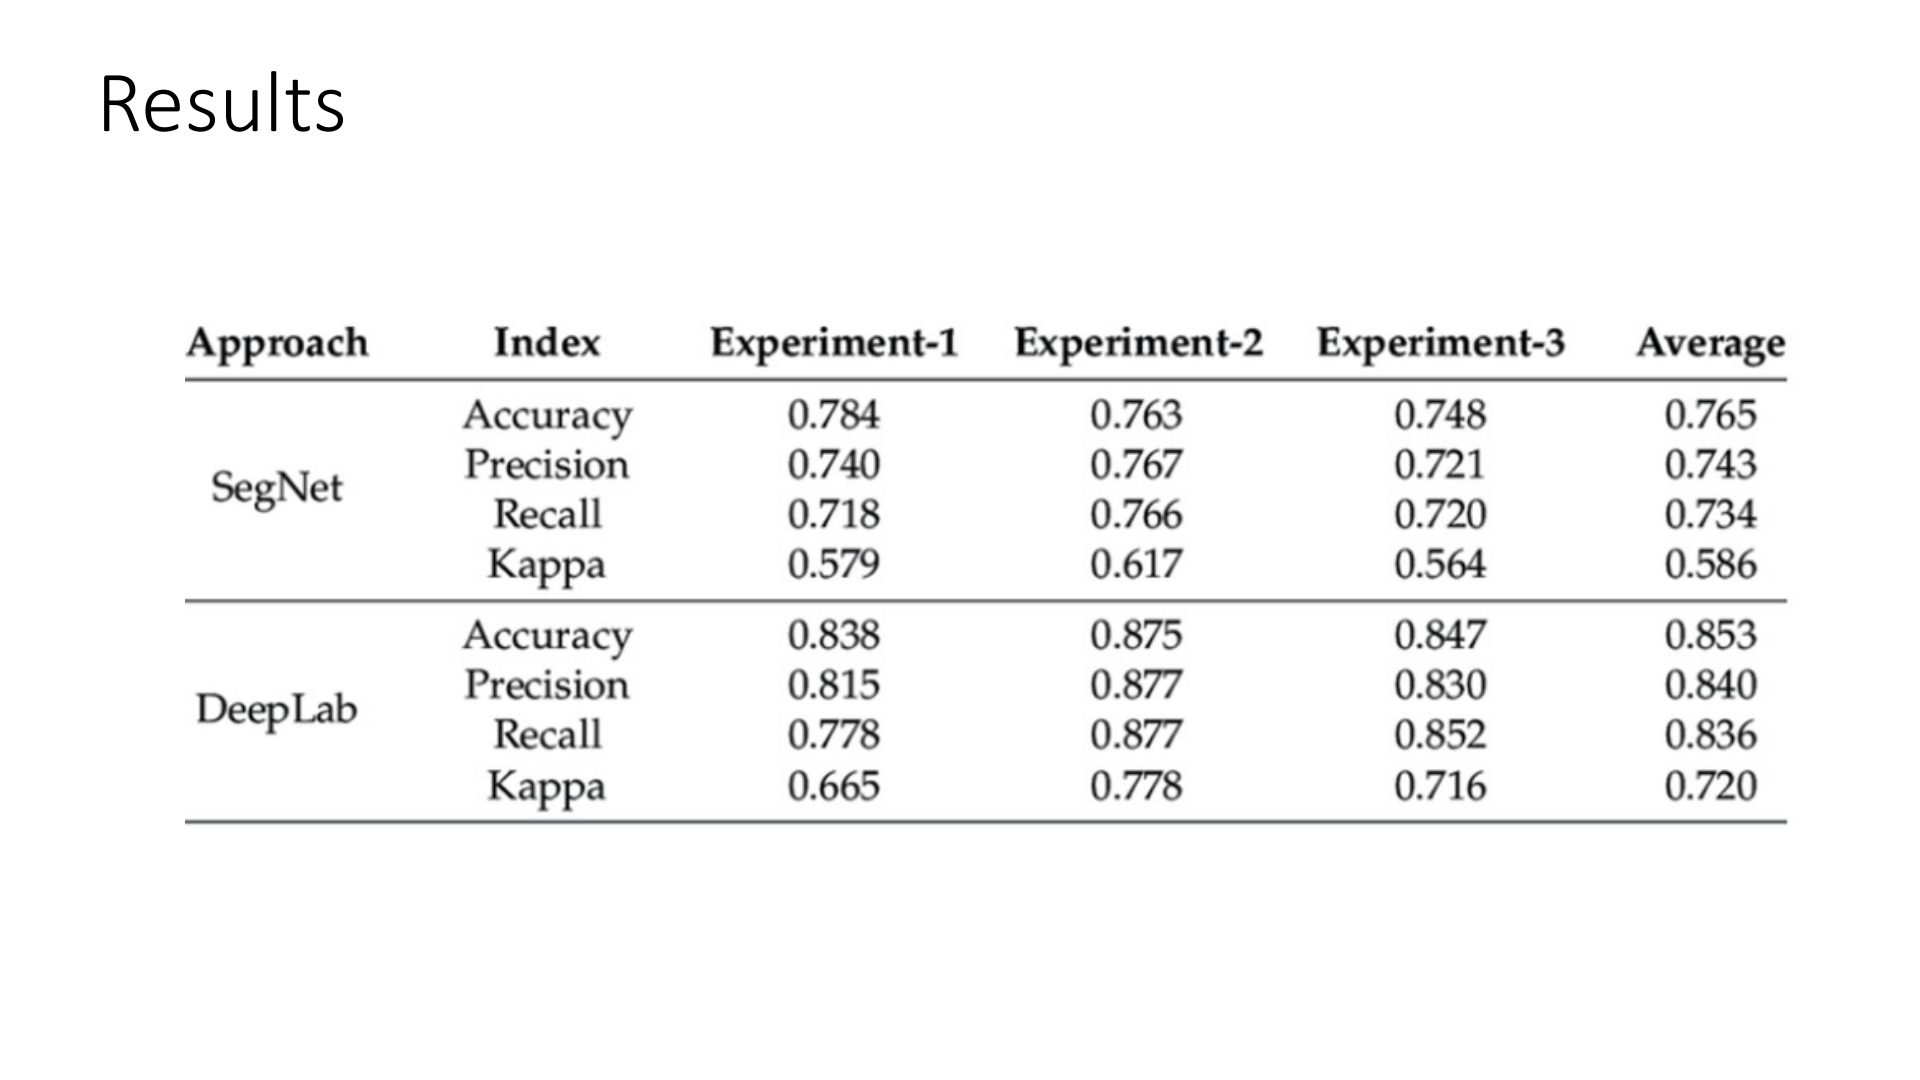 Results
Approach Index Experiment-1 Experiment-2 Experiment-3 Average
SegNet
Accuracy 0.784 0.763 0.748 0.765
Precision 0.740 0.767 0.721 0.743
Recall 0.718 0.766 0.720 0.734
Kappa 0.579 0.617 0.564 0.586
DeepLab
Accuracy 0.838 0.875 0.847 0.853
Precision 0.815 0.877 0.830 0.840
Recall 0.778 0.877 0.852 0.836
Kappa 0.665 0.778 0.716 0.720